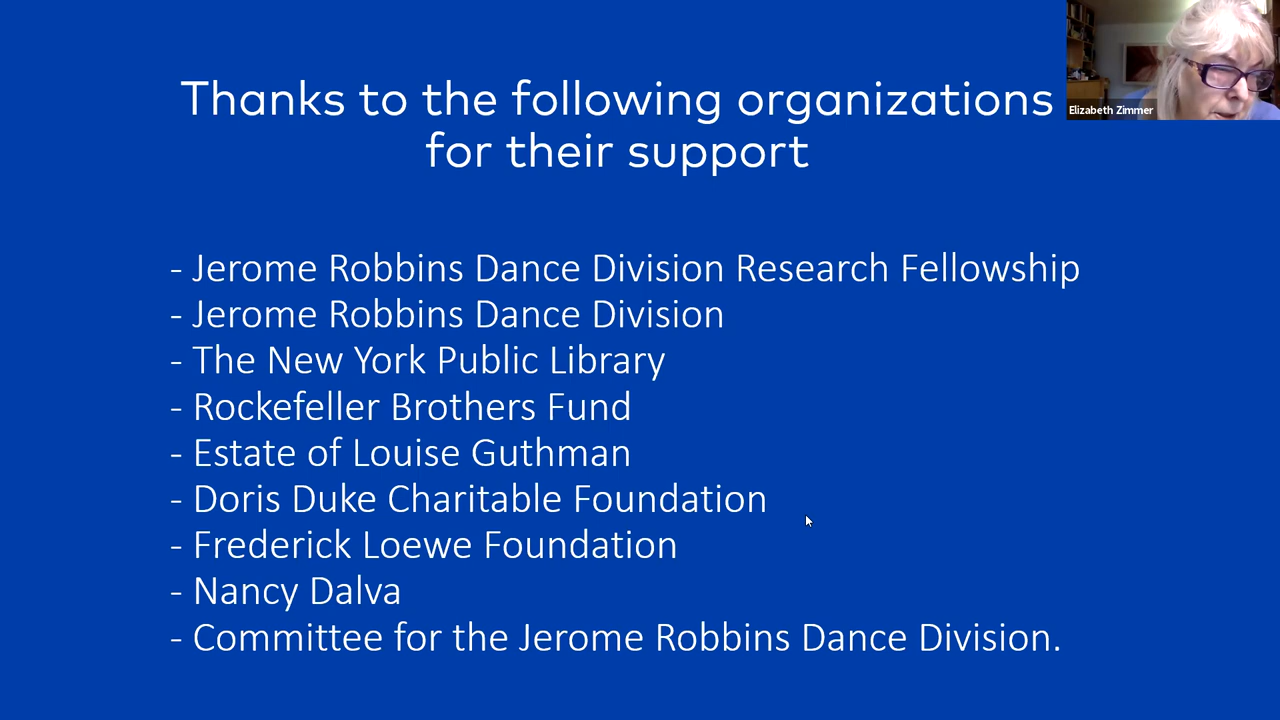 Thanks to the following organizations
for their support
Elizabeth Zimmer
- Jerome Robbins Dance Division Research Fellowship
- Jerome Robbins Dance Division
- The New York Public Library
- Rockefeller Brothers Fund
- Estate of Louise Guthman
- Doris Duke Charitable Foundation
- Frederick Loewe Foundation
- Nancy Dalva
- Committee for the Jerome Robbins Dance Division.